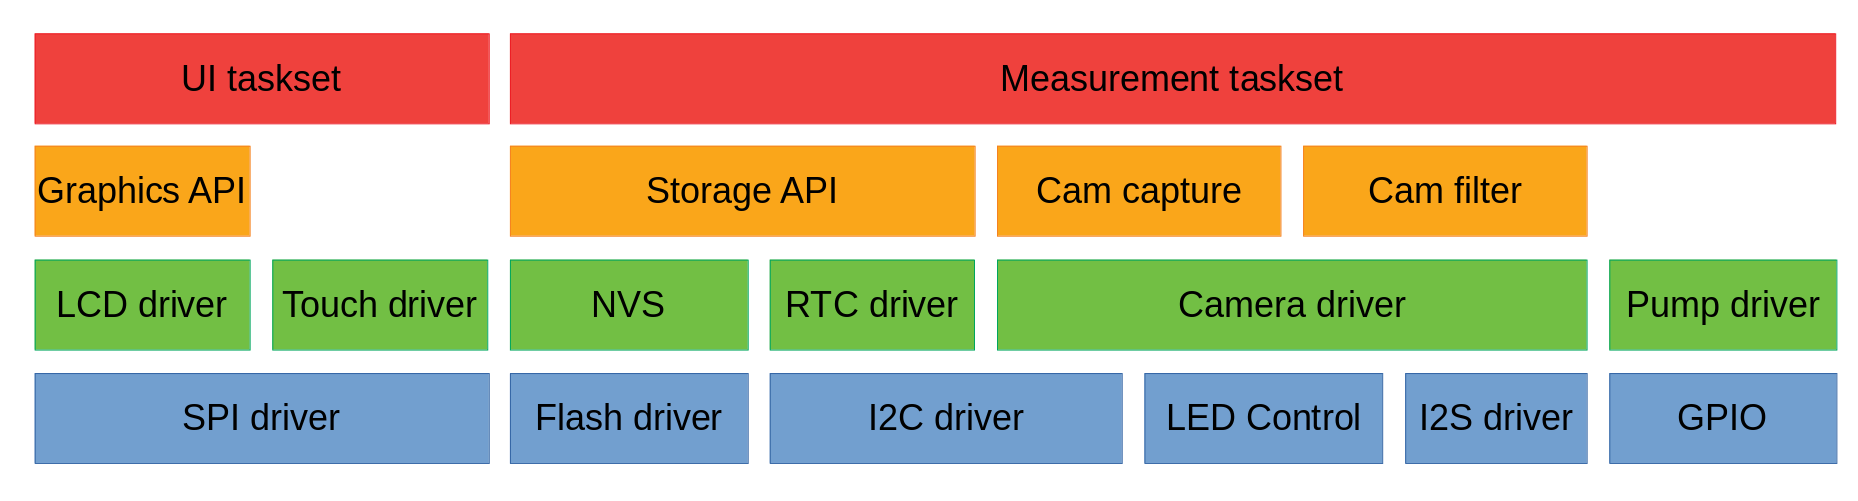 UI taskset
Measurement taskset
Graphics API
Storage API
Cam capture
Cam filter
LCD driver
Touch driver
NVS
RTC driver
Camera driver
Pump driver
SPI driver
Flash driver
I2C driver
LED Control
I2S driver
GPIO